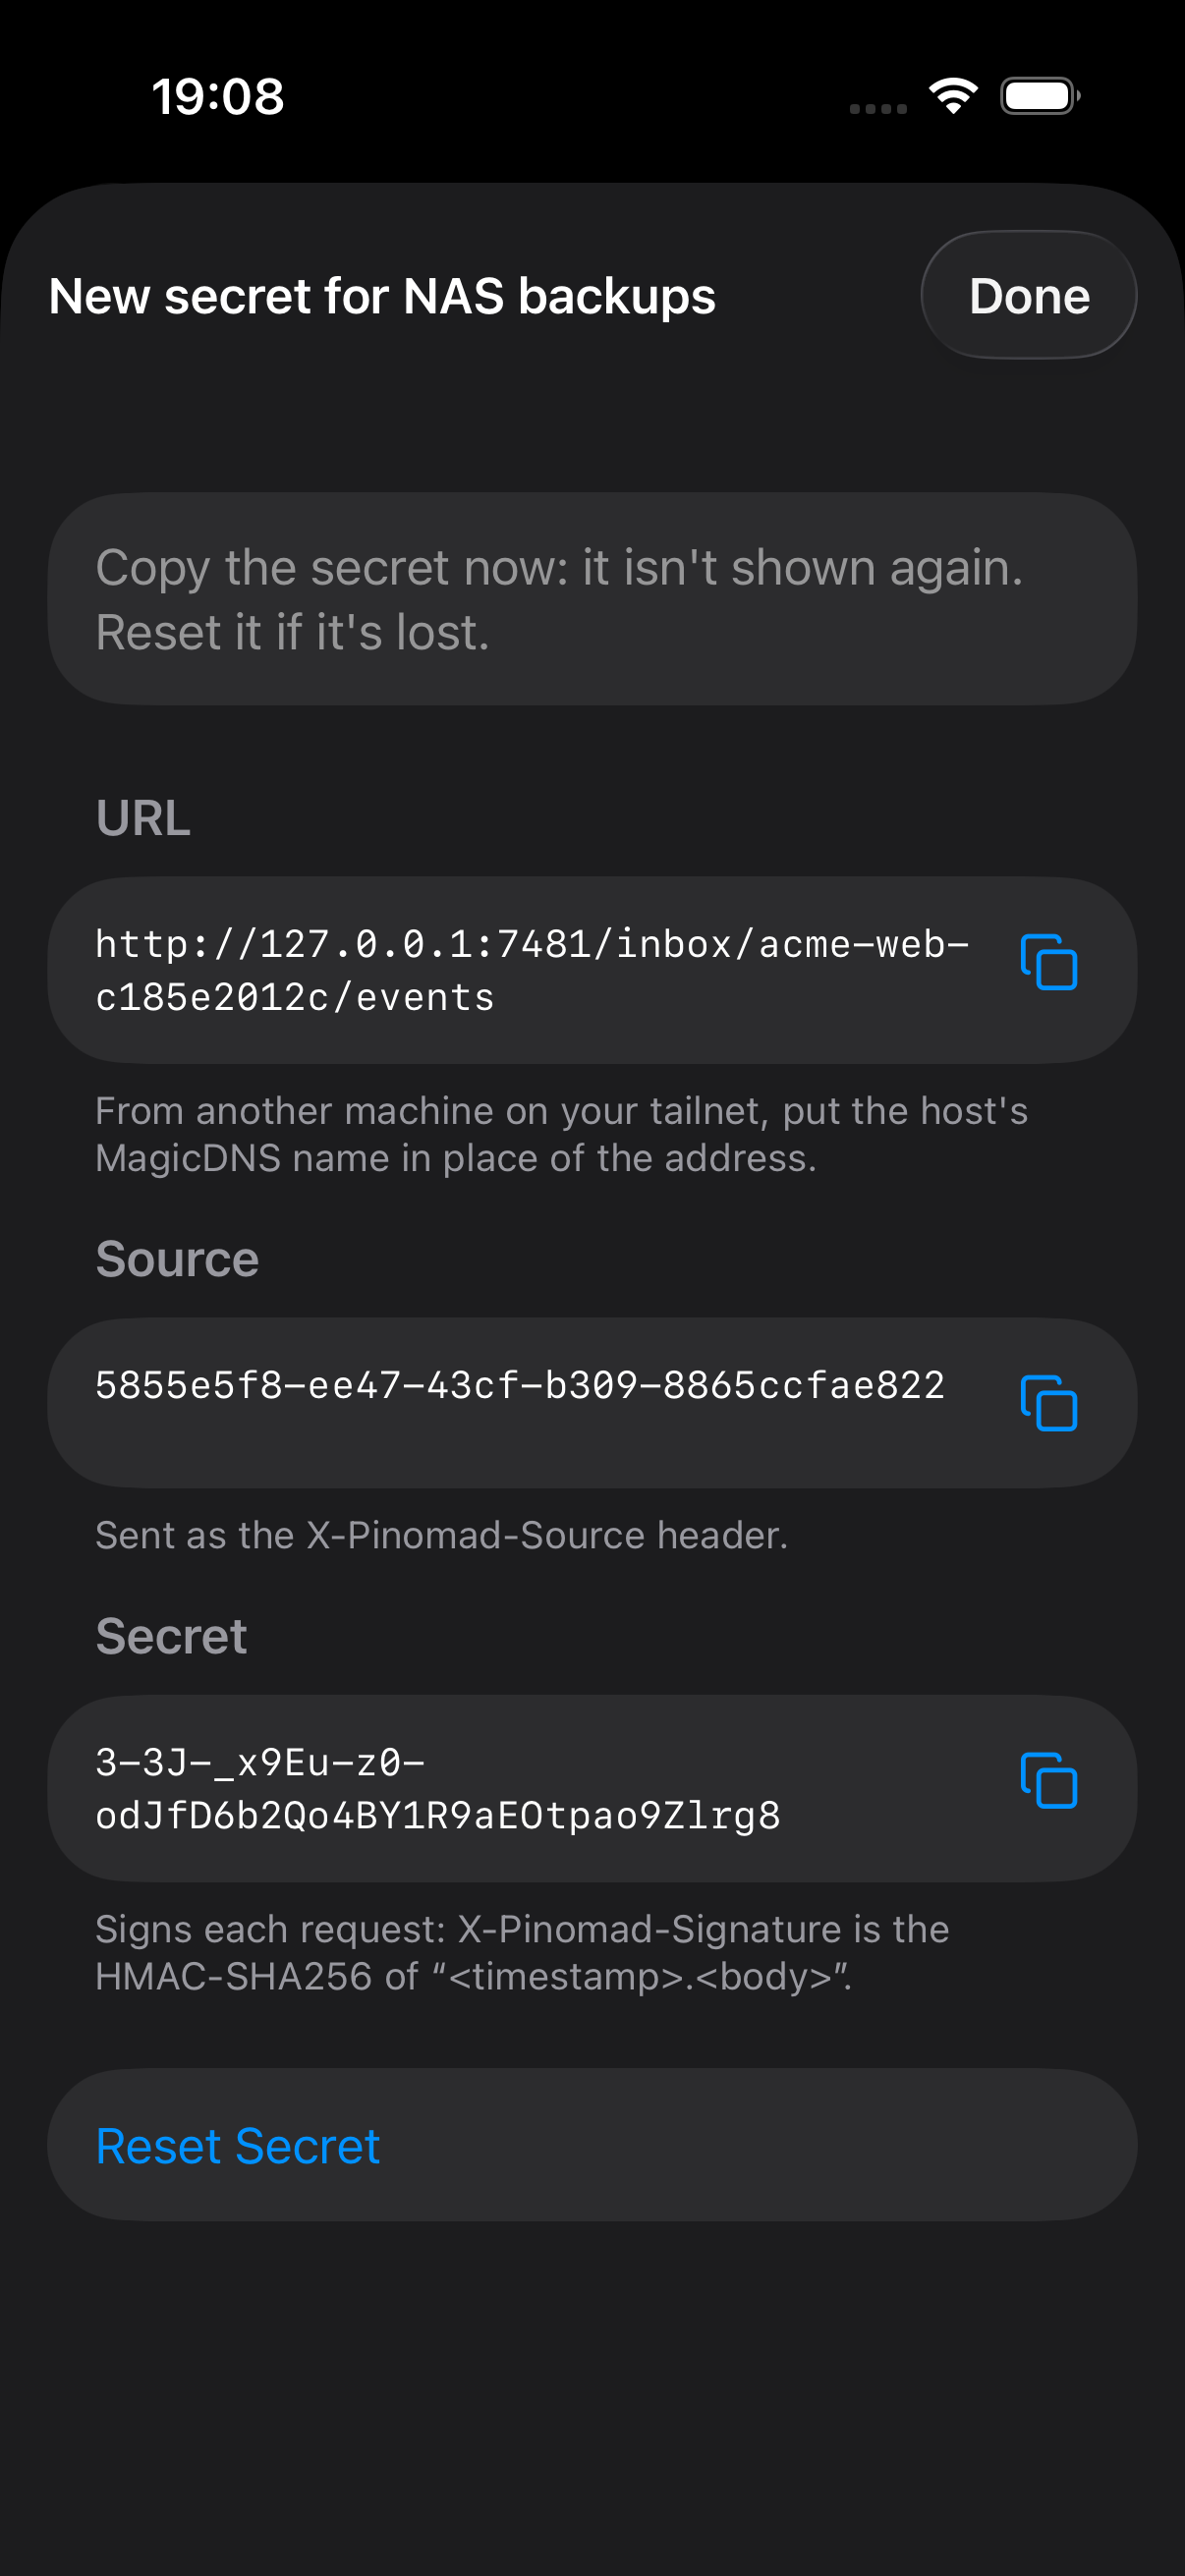 19:08
New secret for NAS backups
Done
Copy the secret now: it isn't shown again.
Reset it if it's lost.
URL
http://127.0.0.1:7481/inbox/acme-web-
c185e2012c/events
From another machine on your tailnet, put the host's
MagicDNS name in place of the address.
Source
5855e5f8-ee47-43cf-b309-8865ccfae822
Sent as the X-Pinomad-Source header.
Secret
3-3J-_x9Eu-z0-
odJfD6b2Qo4BY1R9aEOtpao9Zlrg8
Signs each request: X-Pinomad-Signature is the
HMAC-SHA256 of “<timestamp>.<body>”.
Reset Secret